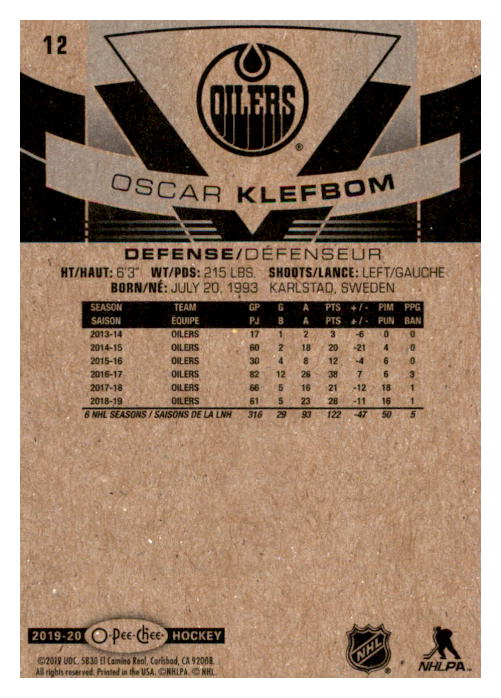 12
OILERS
®
OSCAR KLEFBOM
DEFENSE/DÉFENSEUR
HT/HAUT: 6'3" WT/PDS: 215 LBS. SHOOTS/LANCE: LEFT/GAUCHE
BORN/NÉ: JULY 20, 1993 KARLSTAD, SWEDEN
SEASON TEAM GP G A PTS +/- PIM PPG
SAISON ÉQUIPE PJ B A PTS +/- PUN BAN
2013-14 OILERS 17 1 2 3 -6 0 0
2014-15 OILERS 60 2 18 20 -21 4 0
2015-16 OILERS 30 4 8 12 -4 6 0
2016-17 OILERS 82 12 26 38 7 6 3
2017-18 OILERS 66 5 16 21 -12 18 1
2018-19 OILERS 61 5 23 28 -11 16 1
6 NHL SEASONS / SAISONS DE LA LNH 316 29 93 122 -47 50 5
2019-20 O-Pee-Chee HOCKEY
©2019 UDC. 5830 El Camino Real, Carlsbad, CA 92008.
All rights reserved. Printed in the USA. ©NHLPA. © NHL.
NHL
NHLPA